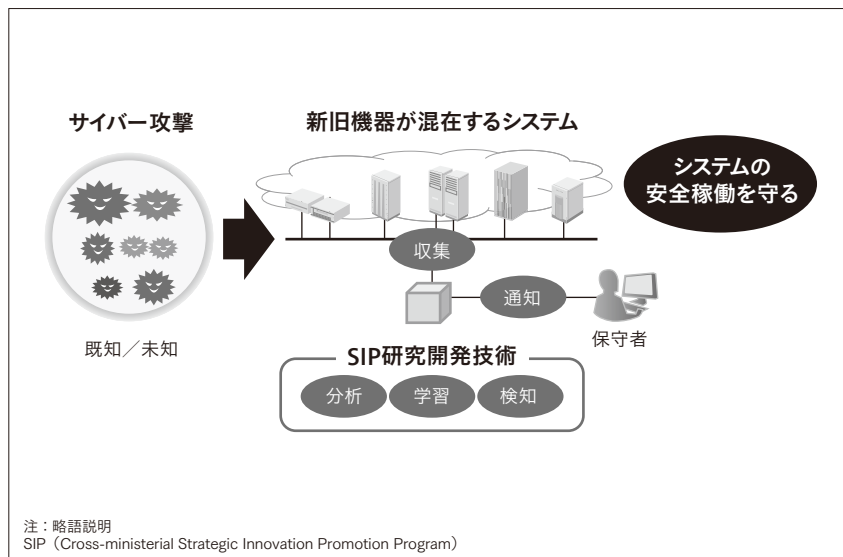 サイバー攻撃
新旧機器が混在するシステム
システムの
安全稼働を守る
収集
通知
既知／未知
保守者
SIP研究開発技術
分析
学習
検知
注：略語説明
SIP（Cross-ministerial Strategic Innovation Promotion Program）